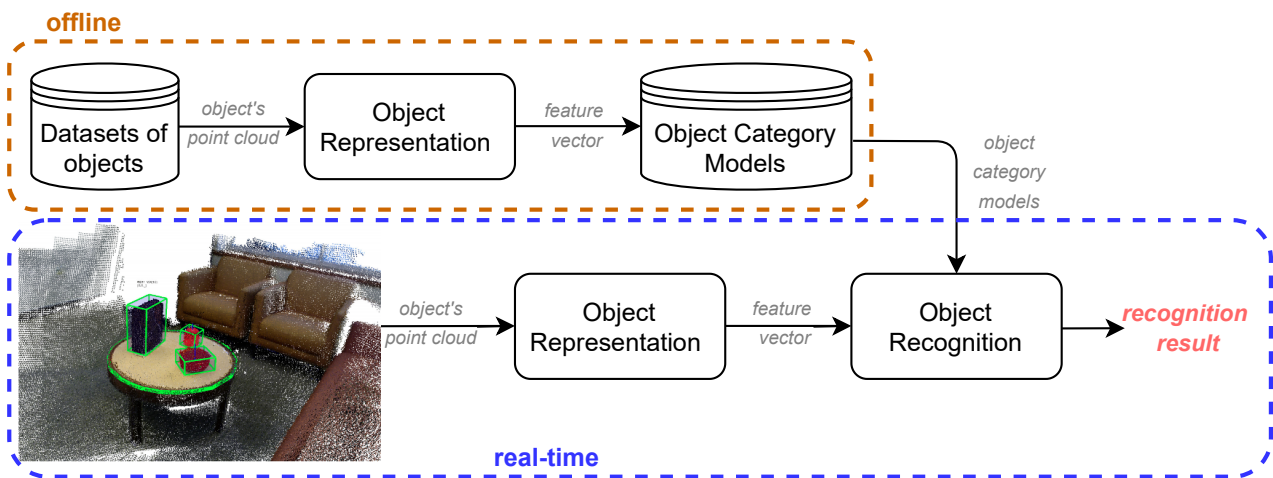 offline
Datasets of
objects
object's
point cloud
Object
Representation
feature
vector
Object Category
Models
object
category
models
object's
point cloud
Object
Representation
feature
vector
Object
Recognition
recognition
result
real-time